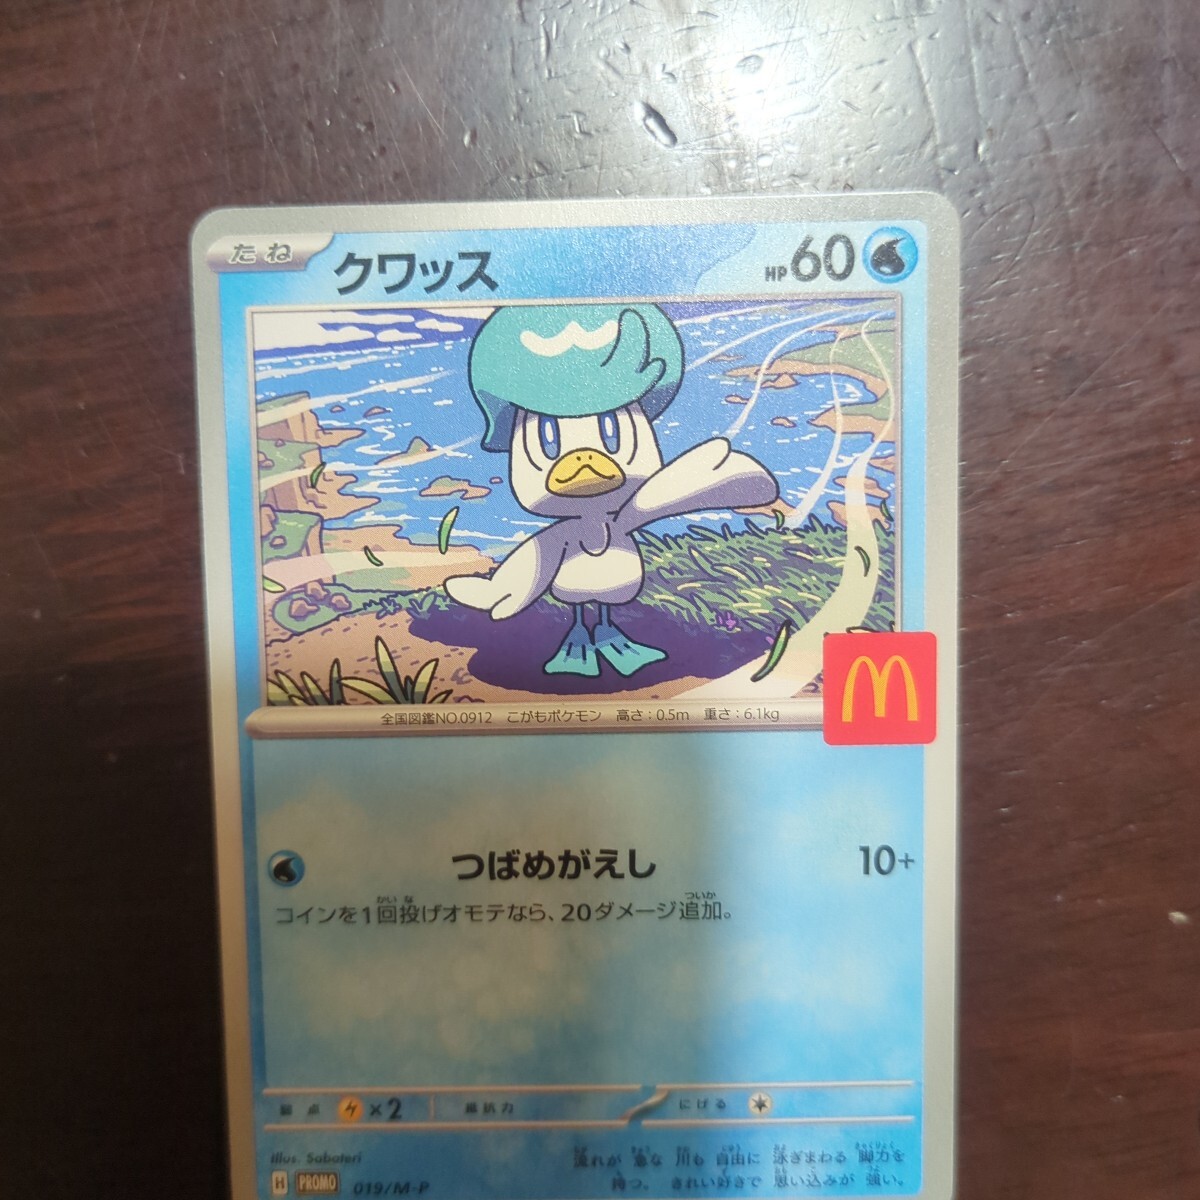 たね
クワッス
HP60
全国図鑑NO.0912 こがもポケモン 高さ:0.5m 重さ:6.1kg
つばめがえし 10+
コインを1回投げオモテなら、20ダメージ追加。
弱点 ×2 抵抗力 にげる
Illus. Sabateri
流れが 急な 川も 自由に 泳ぎまわる 脚力を
持つ。 きれい好きで 思い込みが 強い。
H PROMO 019/M-P